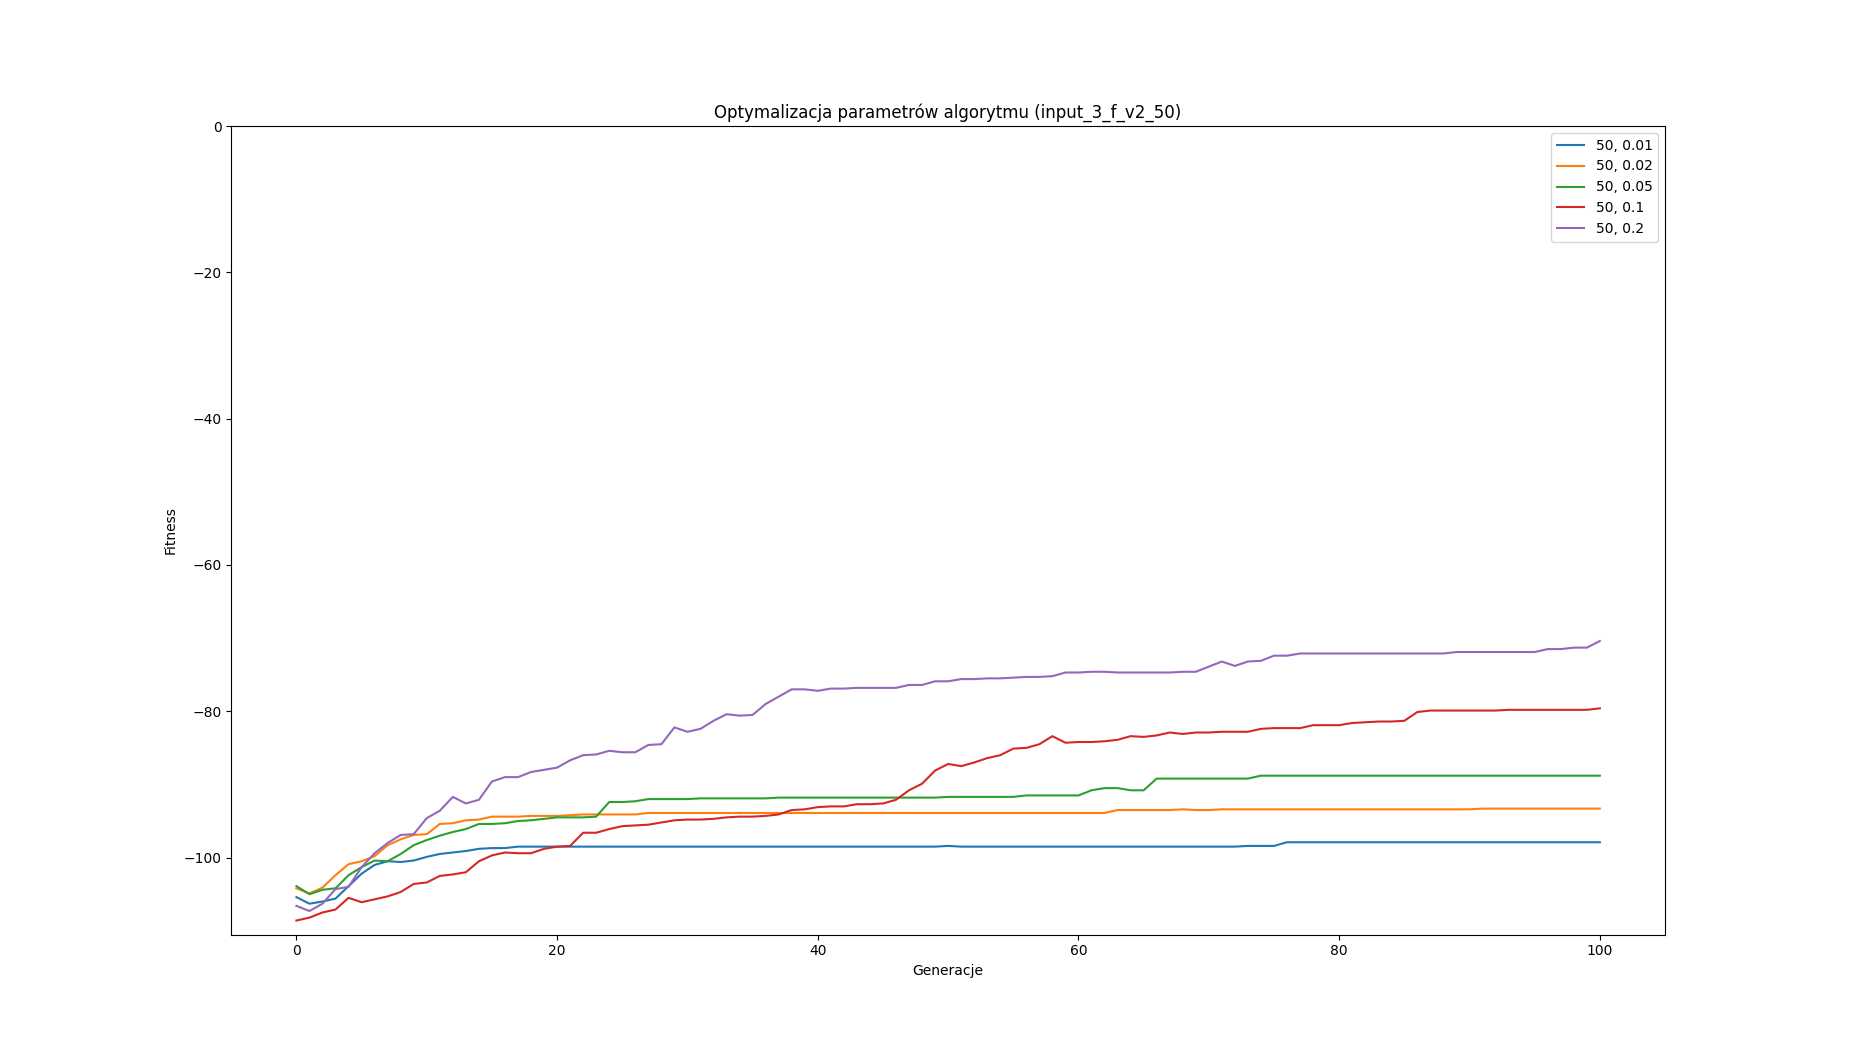 Optymalizacja parametrów algorytmu (input_3_f_v2_50)
0
−20
−40
−60
−80
−100
Fitness
50, 0.01
50, 0.02
50, 0.05
50, 0.1
50, 0.2
0 20 40 60 80 100
Generacje